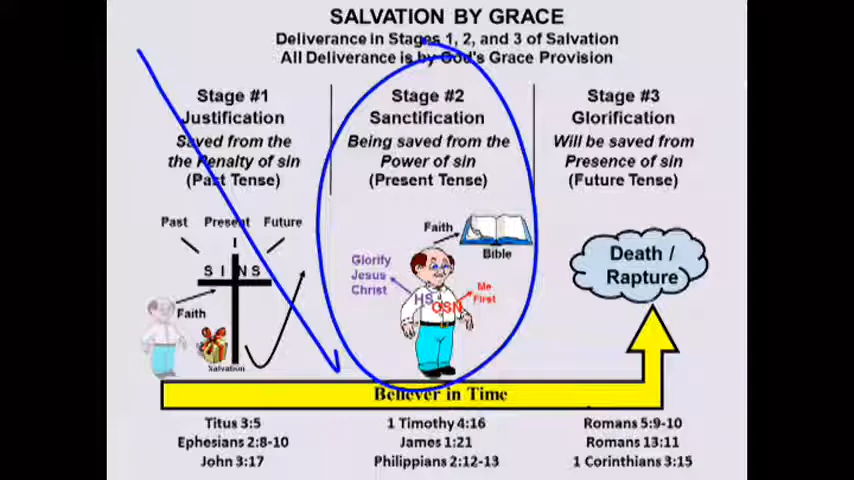 SALVATION BY GRACE
Deliverance in Stages 1, 2, and 3 of Salvation
All Deliverance is by God's Grace Provision
Stage #1
Justification
Saved from the
the Penalty of sin
(Past Tense)
Past Present Future
S I N S
Faith
Salvation
Stage #2
Sanctification
Being saved from the
Power of sin
(Present Tense)
Faith
Bible
Glorify
Jesus
Christ
Me
First
HS
OSN
Stage #3
Glorification
Will be saved from
Presence of sin
(Future Tense)
Death /
Rapture
Believer in Time
Titus 3:5
Ephesians 2:8-10
John 3:17
1 Timothy 4:16
James 1:21
Philippians 2:12-13
Romans 5:9-10
Romans 13:11
1 Corinthians 3:15